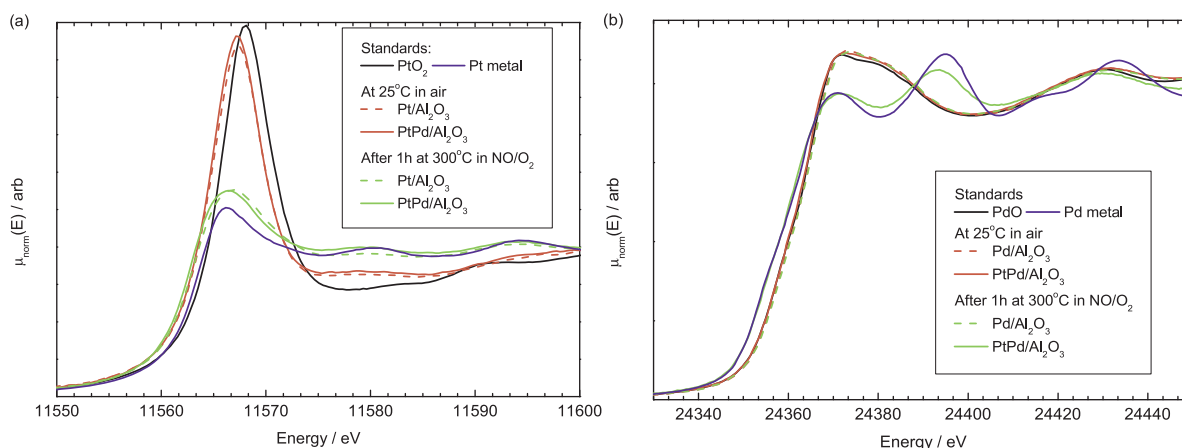 (a)
μnorm(E) / arb
Standards:
PtO2 Pt metal
At 25°C in air
Pt/Al2O3
PtPd/Al2O3
After 1h at 300°C in NO/O2
Pt/Al2O3
PtPd/Al2O3
11550 11560 11570 11580 11590 11600
Energy / eV
(b)
μnorm(E) / arb
Standards
PdO Pd metal
At 25°C in air
Pd/Al2O3
PtPd/Al2O3
After 1h at 300°C in NO/O2
Pd/Al2O3
PtPd/Al2O3
24340 24360 24380 24400 24420 24440
Energy / eV